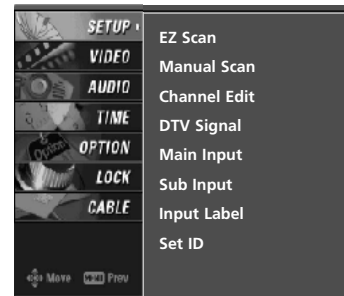 SETUP
VIDEO
AUDIO
TIME
OPTION
LOCK
CABLE
Move MENU Prev
EZ Scan
Manual Scan
Channel Edit
DTV Signal
Main Input
Sub Input
Input Label
Set ID